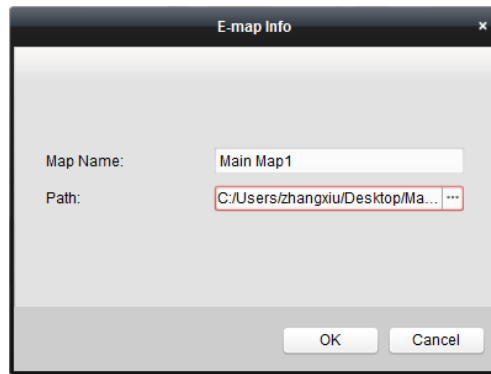 E-map Info
Map Name: Main Map1
Path: C:/Users/zhangxiu/Desktop/Ma... ...
OK Cancel